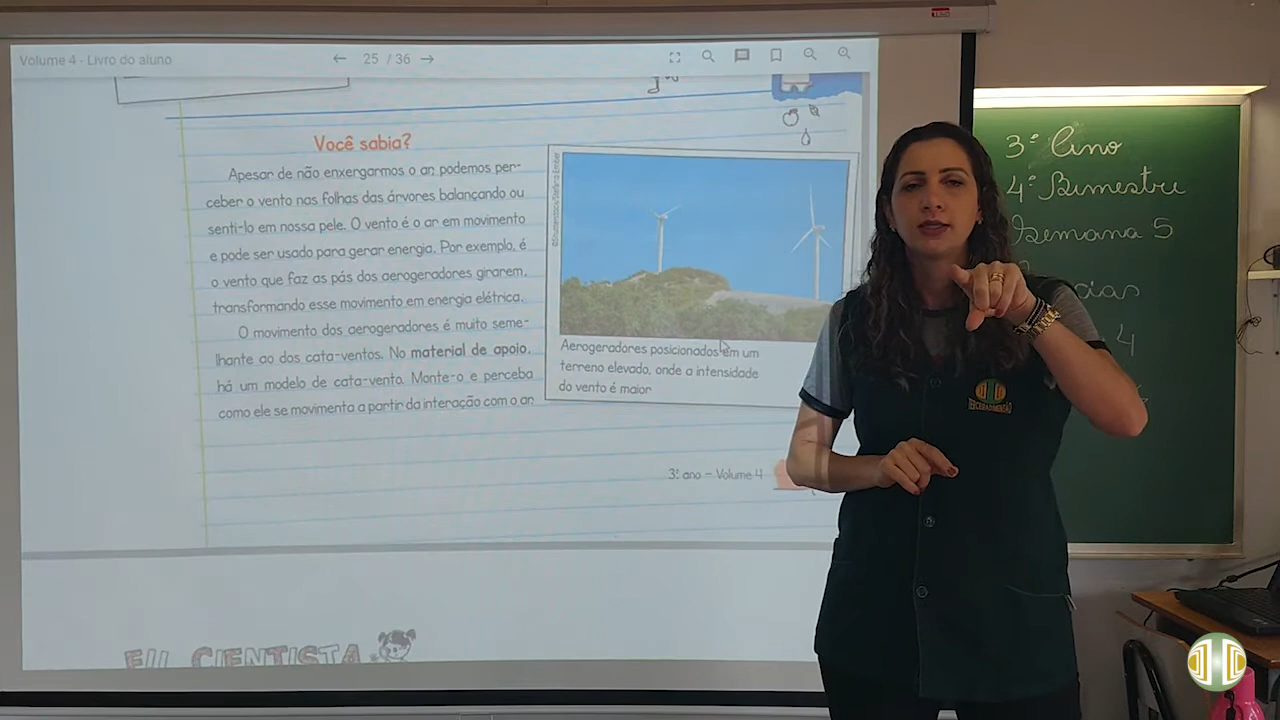 Volume 4 - Livro do aluno
25 / 36
Você sabia?
Apesar de não enxergarmos o ar, podemos per-
ceber o vento nas folhas das árvores balançando ou
senti-lo em nossa pele. O vento é o ar em movimento
e pode ser usado para gerar energia. Por exemplo, é
o vento que faz as pás dos aerogeradores girarem,
transformando esse movimento em energia elétrica.
O movimento dos aerogeradores é muito seme-
lhante ao dos cata-ventos. No material de apoio,
há um modelo de cata-vento. Monte-o e perceba
como ele se movimenta a partir da interação com o ar.
Aerogeradores posicionados em um
terreno elevado, onde a intensidade
do vento é maior
3º. ano – Volume 4
EU, CIENTISTA
3º Ano
4º Bimestre
Semana 5
cias
4
TERCEIRA DIMENSÃO